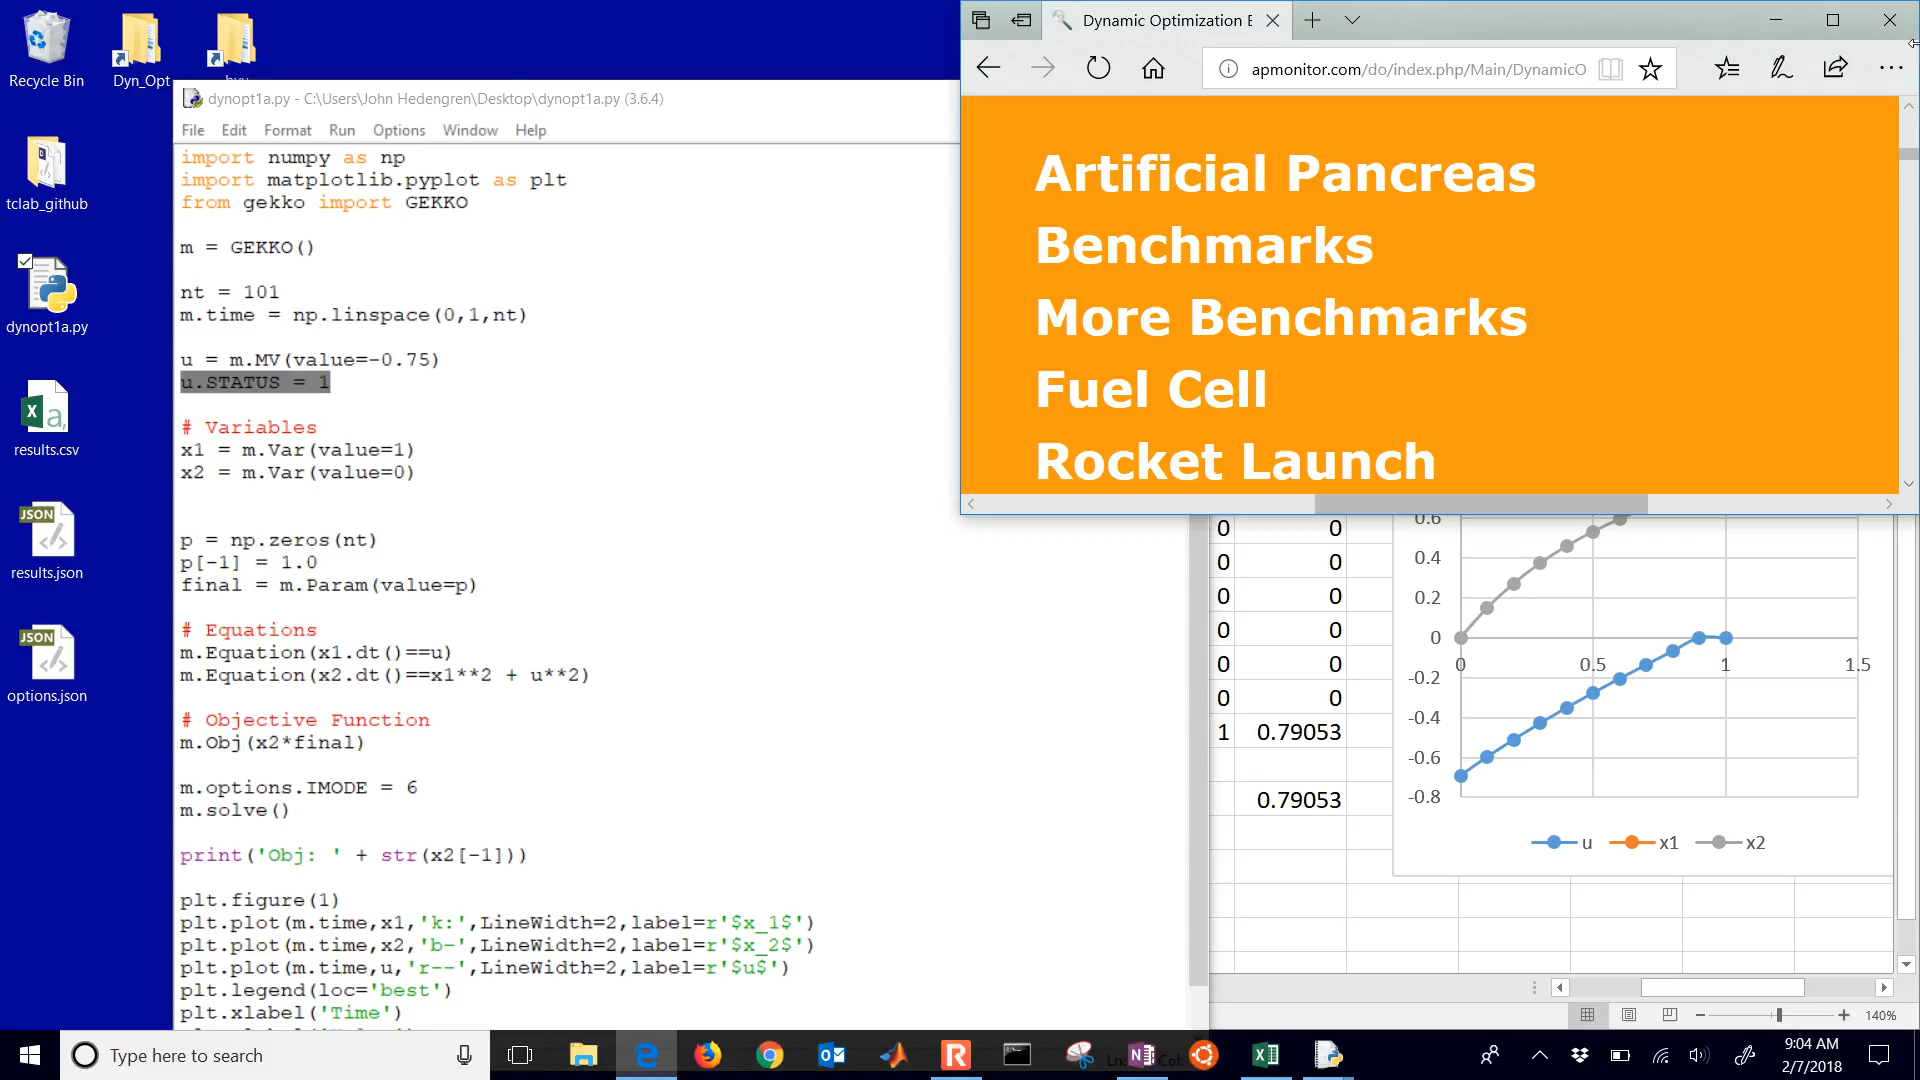 Recycle Bin
Dyn_Opt
tclab_github
dynopt1a.py
results.csv
JSON
results.json
JSON
options.json
dynopt1a.py - C:\Users\John Hedengren\Desktop\dynopt1a.py (3.6.4)
File Edit Format Run Options Window Help
import numpy as np
import matplotlib.pyplot as plt
from gekko import GEKKO
m = GEKKO()
nt = 101
m.time = np.linspace(0,1,nt)
u = m.MV(value=-0.75)
u.STATUS = 1
# Variables
x1 = m.Var(value=1)
x2 = m.Var(value=0)
p = np.zeros(nt)
p[-1] = 1.0
final = m.Param(value=p)
# Equations
m.Equation(x1.dt()==u)
m.Equation(x2.dt()==x1**2 + u**2)
# Objective Function
m.Obj(x2*final)
m.options.IMODE = 6
m.solve()
print('Obj: ' + str(x2[-1]))
plt.figure(1)
plt.plot(m.time,x1,'k:',LineWidth=2,label=r'$x_1$')
plt.plot(m.time,x2,'b-',LineWidth=2,label=r'$x_2$')
plt.plot(m.time,u,'r--',LineWidth=2,label=r'$u$')
plt.legend(loc='best')
plt.xlabel('Time')
Dynamic Optimization E
apmonitor.com/do/index.php/Main/DynamicO
Artificial Pancreas
Benchmarks
More Benchmarks
Fuel Cell
Rocket Launch
0 0
0 0
0 0
0 0
0 0
0 0
1 0.79053
0.79053
0.6
0.4
0.2
0
-0.2
-0.4
-0.6
-0.8
0 0.5 1 1.5
u x1 x2
140%
Type here to search
9:04 AM
2/7/2018